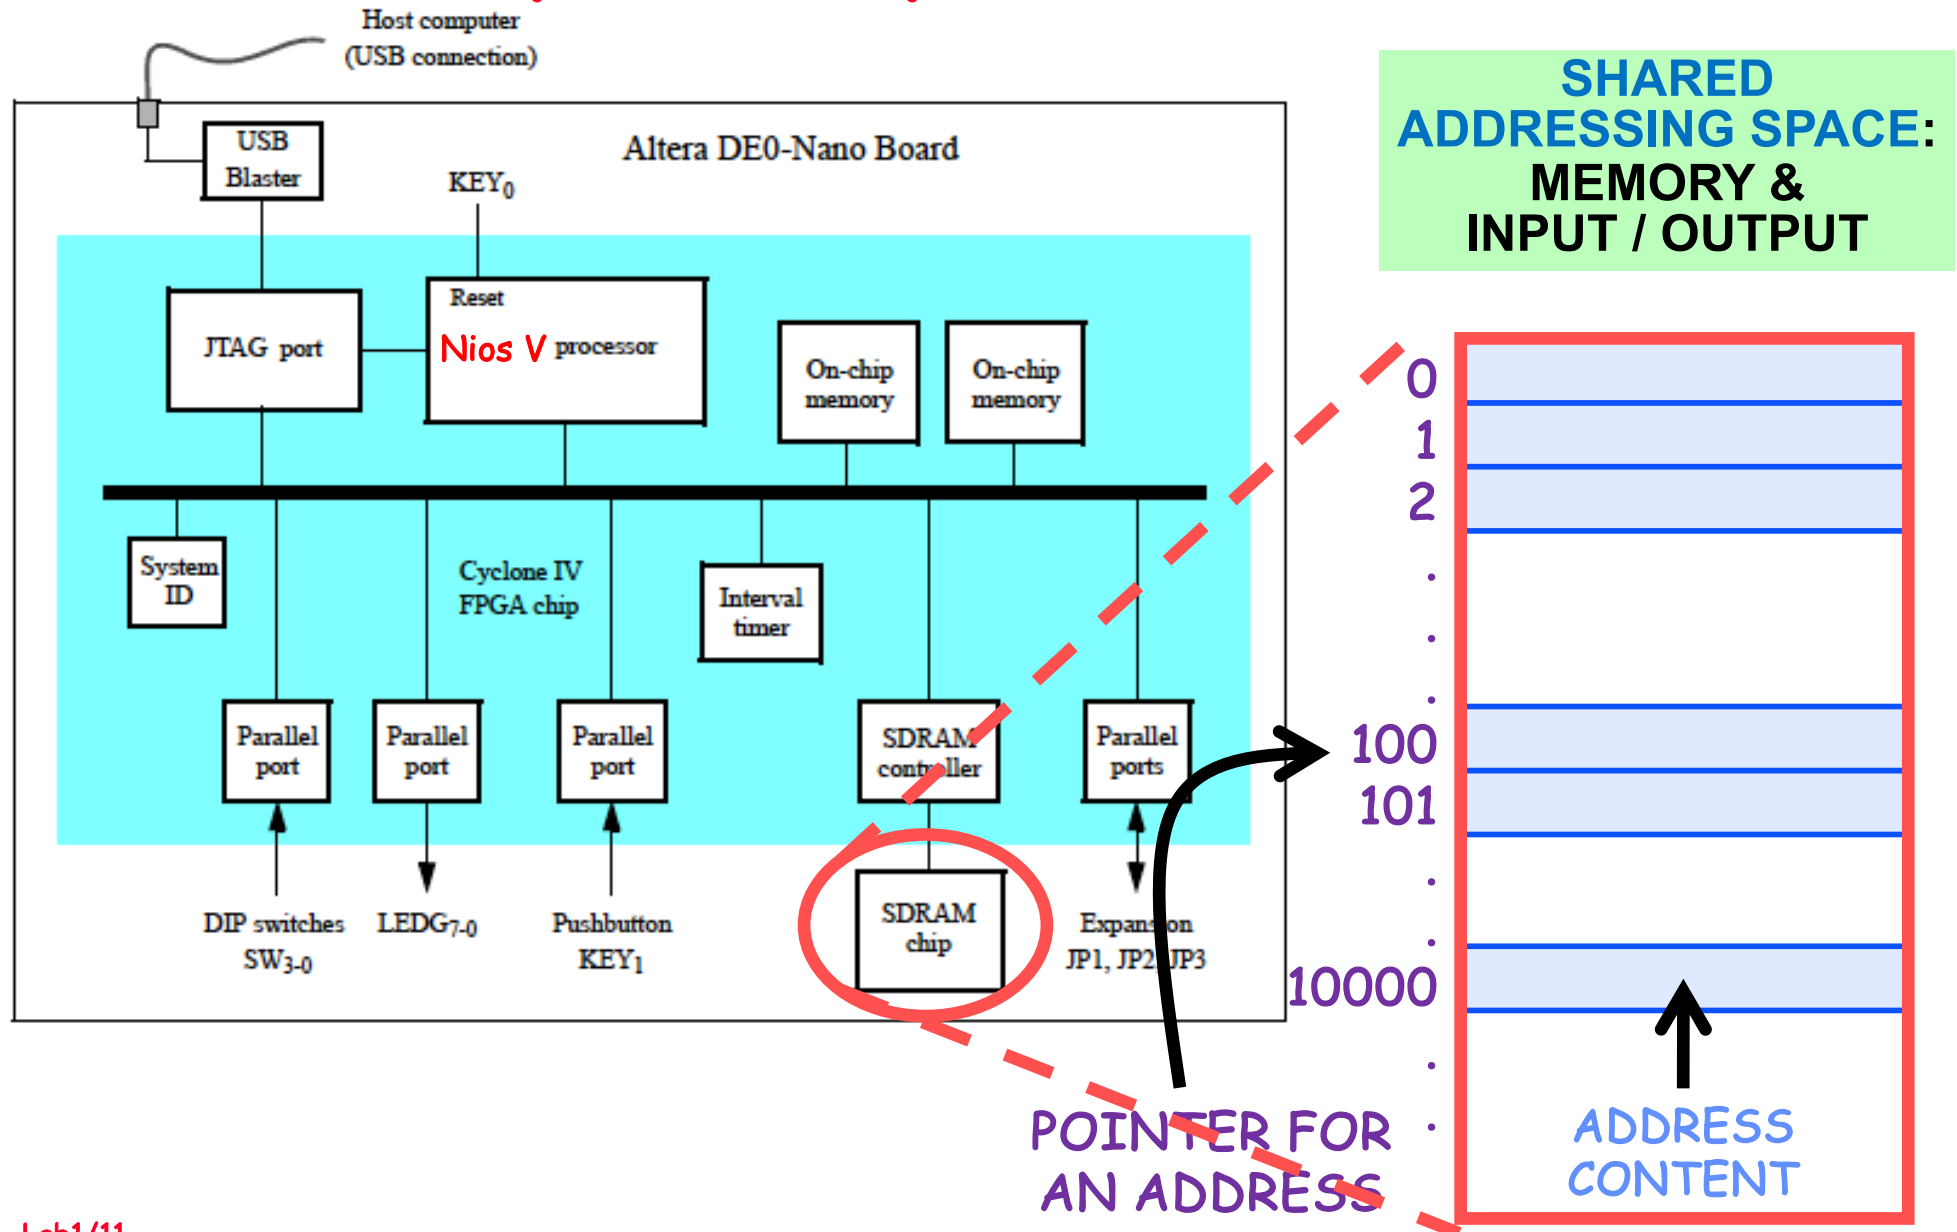 Host computer
(USB connection)
SHARED
ADDRESSING SPACE:
MEMORY &
INPUT / OUTPUT
USB
Blaster
Altera DE0-Nano Board
KEY0
Reset
JTAG port
Nios V processor
On-chip
memory
On-chip
memory
System
ID
Cyclone IV
FPGA chip
Interval
timer
Parallel
port
Parallel
port
Parallel
port
SDRAM
controller
Parallel
ports
DIP switches
SW3-0
LEDG7-0
Pushbutton
KEY1
SDRAM
chip
Expansion
JP1, JP2, JP3
0
1
2
.
.
.
100
101
.
.
10000
.
.
POINTER FOR
AN ADDRESS
ADDRESS
CONTENT
Lab1/11